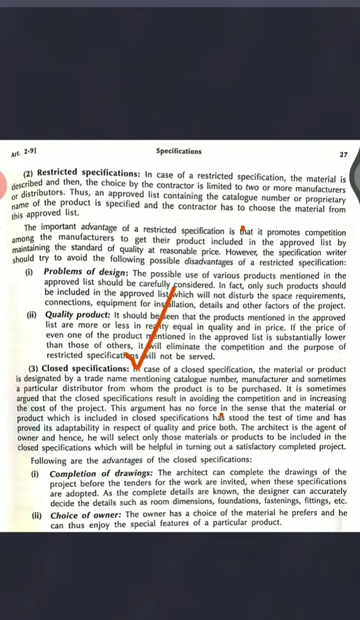 Art. 2-9]
Specifications
27
(2) Restricted specifications: In case of a restricted specification, the material is
described and then, the choice by the contractor is limited to two or more manufacturers
or distributors. Thus, an approved list containing the catalogue number or proprietary
name of the product is specified and the contractor has to choose the material from
this approved list.
The important advantage of a restricted specification is that it promotes competition
among the manufacturers to get their product included in the approved list by
maintaining the standard of quality at reasonable price. However, the specification writer
should try to avoid the following possible disadvantages of a restricted specification:
(i) Problems of design: The possible use of various products mentioned in the
approved list should be carefully considered. In fact, only such products should
be included in the approved list which will not disturb the space requirements,
connections, equipment for installation, details and other factors of the project.
(ii) Quality product: It should be seen that the products mentioned in the approved
list are more or less in reality equal in quality and in price. If the price of
even one of the product mentioned in the approved list is substantially lower
than those of others, it will eliminate the competition and the purpose of
restricted specification will not be served.
(3) Closed specifications: In case of a closed specification, the material or product
is designated by a trade name mentioning catalogue number, manufacturer and sometimes
a particular distributor from whom the product is to be purchased. It is sometimes
argued that the closed specifications result in avoiding the competition and in increasing
the cost of the project. This argument has no force in the sense that the material or
product which is included in closed specifications has stood the test of time and has
proved its adaptability in respect of quality and price both. The architect is the agent of
owner and hence, he will select only those materials or products to be included in the
closed specifications which will be helpful in turning out a satisfactory completed project.
Following are the advantages of the closed specifications:
(i) Completion of drawings: The architect can complete the drawings of the
project before the tenders for the work are invited, when these specifications
are adopted. As the complete details are known, the designer can accurately
decide the details such as room dimensions, foundations, fastenings, fittings, etc.
(ii) Choice of owner: The owner has a choice of the material he prefers and he
can thus enjoy the special features of a particular product.